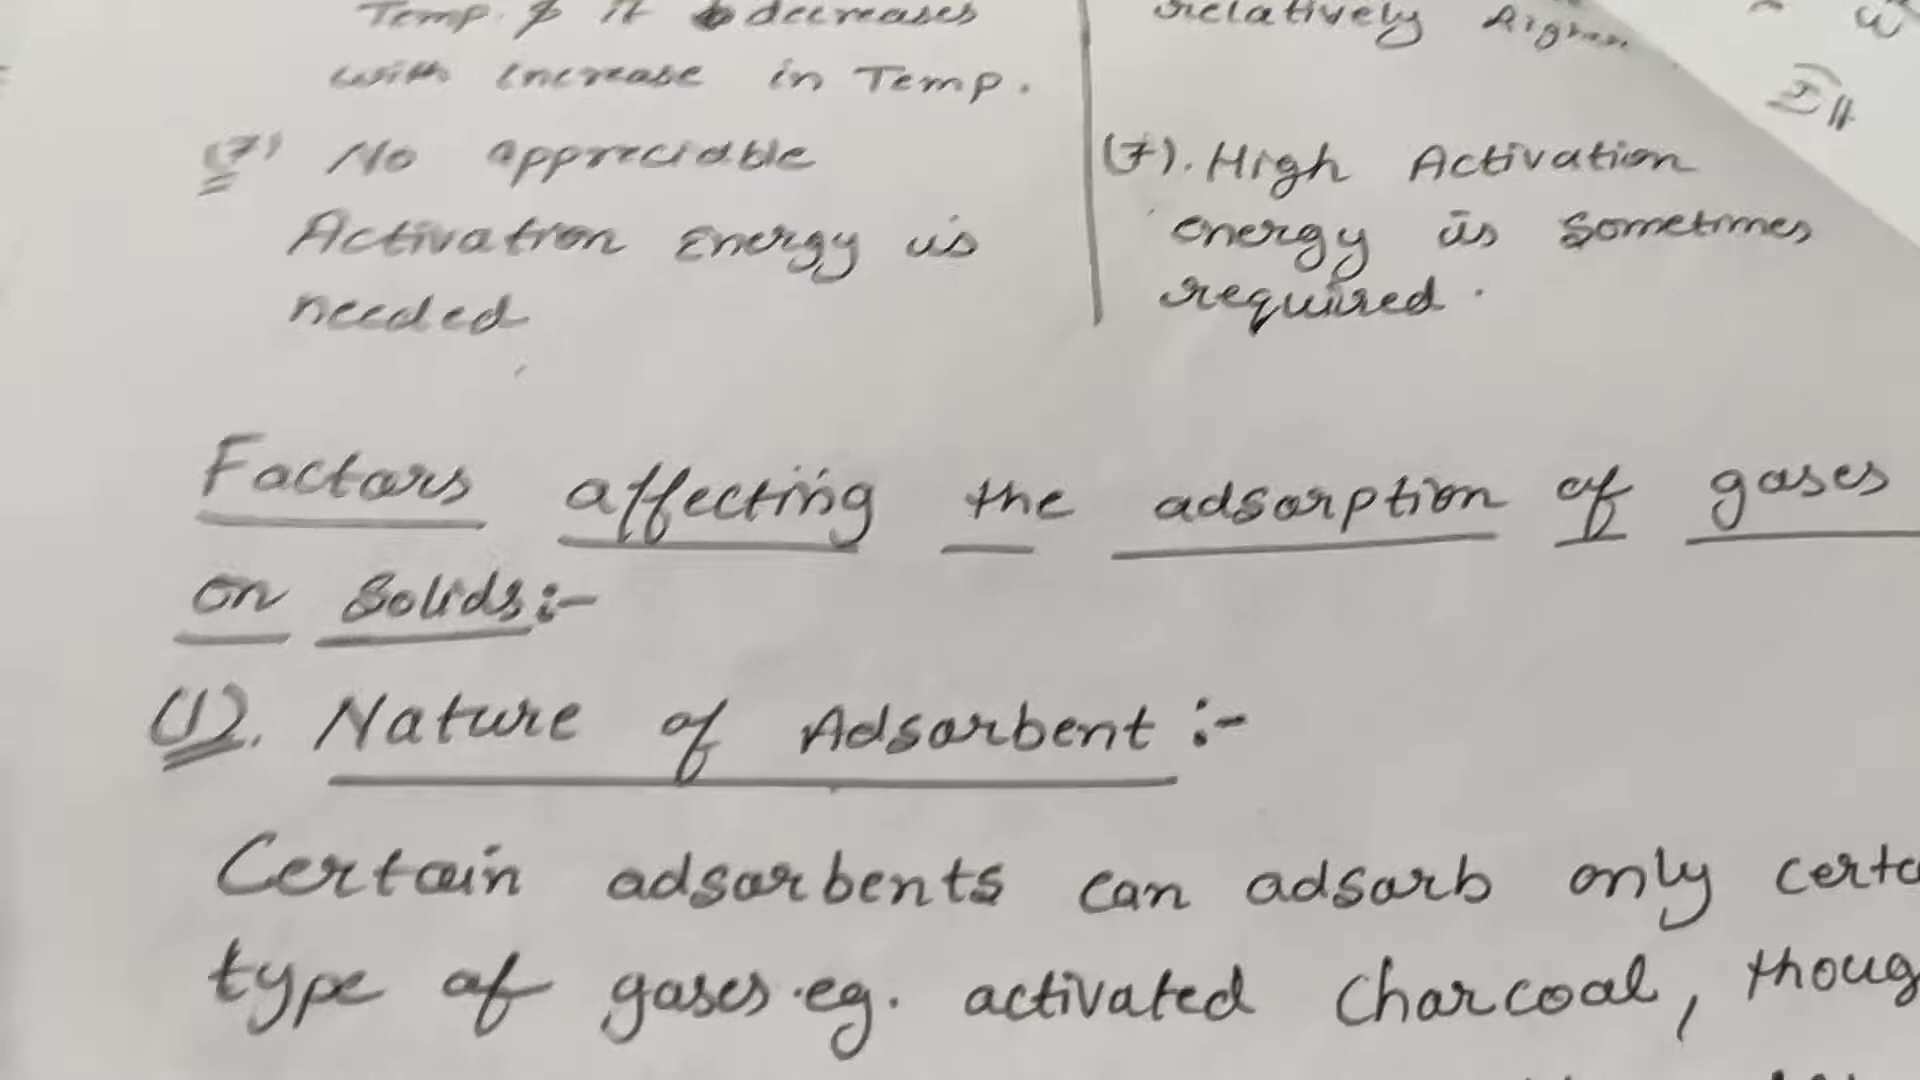 Temp. & it decreases
with increase in Temp.
(7) No appreciable
Activation Energy is
needed
relatively higher
(7). High Activation
energy is sometimes
required.
Factors affecting the adsorption of gases
on Solids:-
(1). Nature of Adsorbent :-
Certain adsorbents can adsorb only certa
type of gases. eg. activated charcoal, thoug